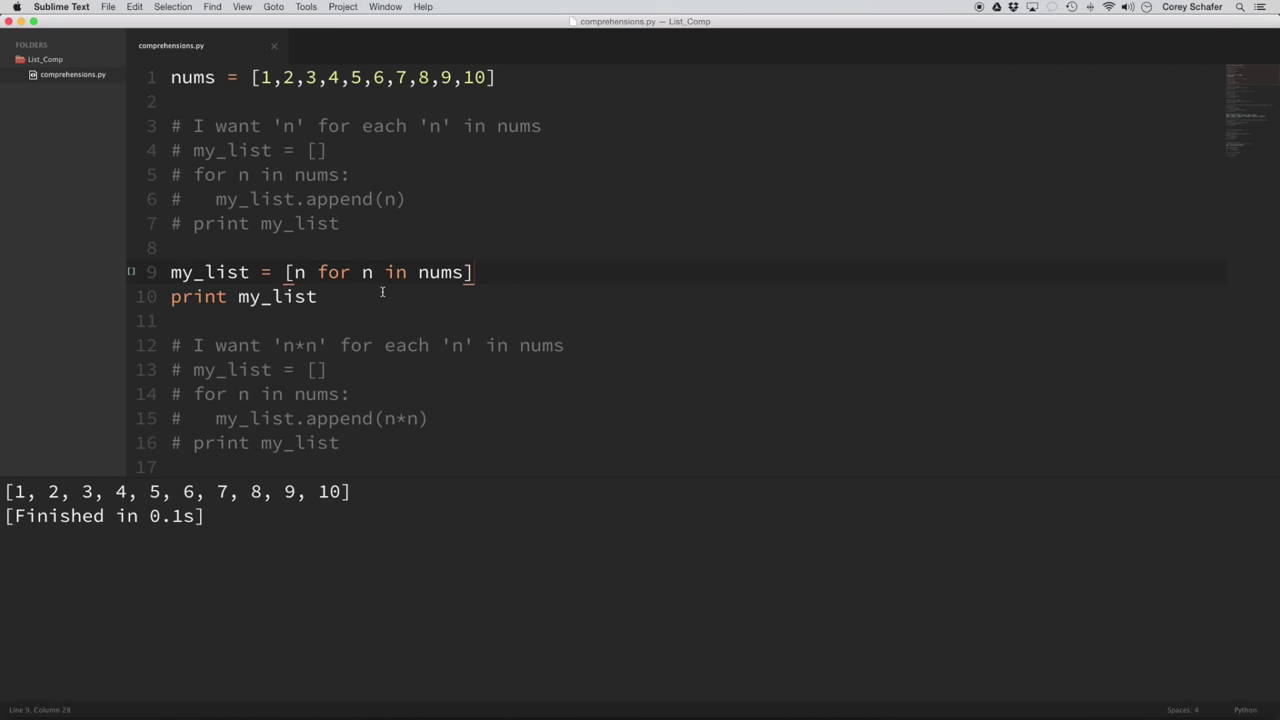 Sublime Text File Edit Selection Find View Goto Tools Project Window Help Corey Schafer
comprehensions.py — List_Comp
FOLDERS
List_Comp
comprehensions.py
comprehensions.py
1 nums = [1,2,3,4,5,6,7,8,9,10]
2
3 # I want 'n' for each 'n' in nums
4 # my_list = []
5 # for n in nums:
6 #   my_list.append(n)
7 # print my_list
8
[] 9 my_list = [n for n in nums]
10 print my_list
11
12 # I want 'n*n' for each 'n' in nums
13 # my_list = []
14 # for n in nums:
15 #   my_list.append(n*n)
16 # print my_list
17
[1, 2, 3, 4, 5, 6, 7, 8, 9, 10]
[Finished in 0.1s]
Line 9, Column 28 Spaces: 4 Python